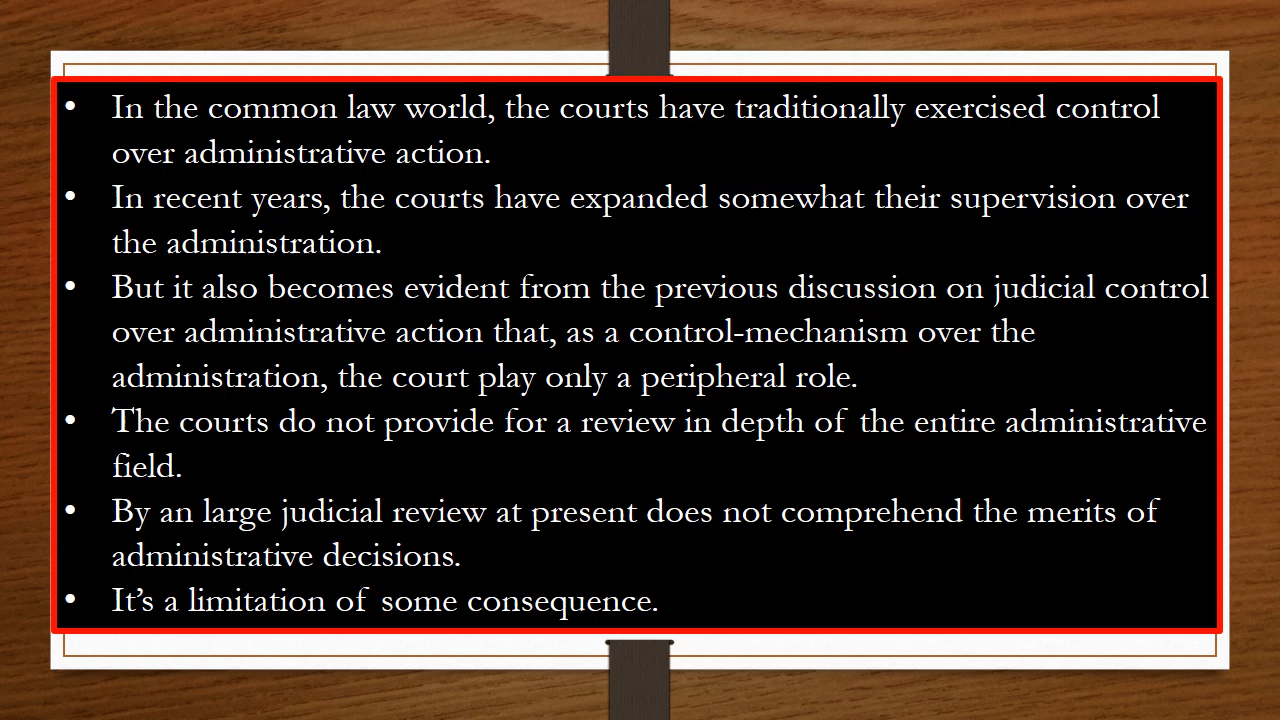 • In the common law world, the courts have traditionally exercised control
over administrative action.
• In recent years, the courts have expanded somewhat their supervision over
the administration.
• But it also becomes evident from the previous discussion on judicial control
over administrative action that, as a control-mechanism over the
administration, the court play only a peripheral role.
• The courts do not provide for a review in depth of the entire administrative
field.
• By an large judicial review at present does not comprehend the merits of
administrative decisions.
• It’s a limitation of some consequence.